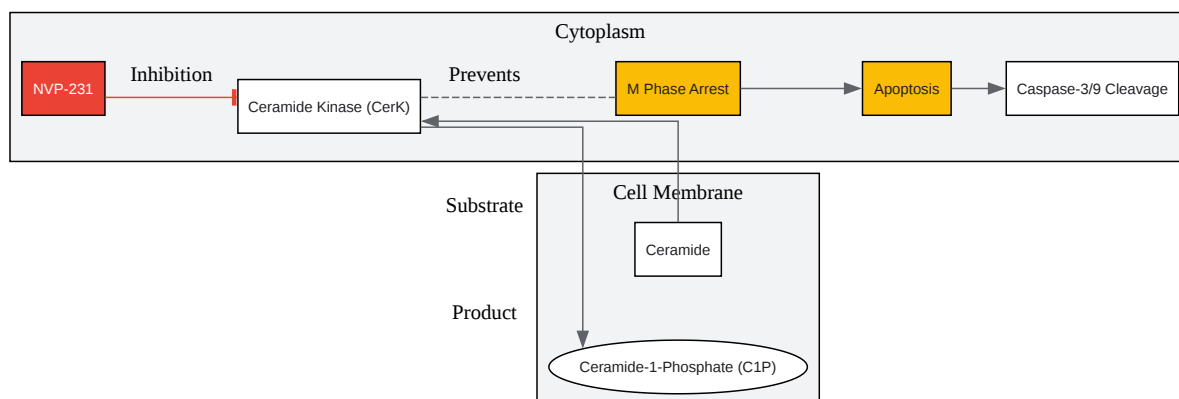 Cytoplasm
NVP-231
Inhibition
Ceramide Kinase (CerK)
Prevents
M Phase Arrest
Apoptosis
Caspase-3/9 Cleavage
Cell Membrane
Substrate
Ceramide
Product
Ceramide-1-Phosphate (C1P)